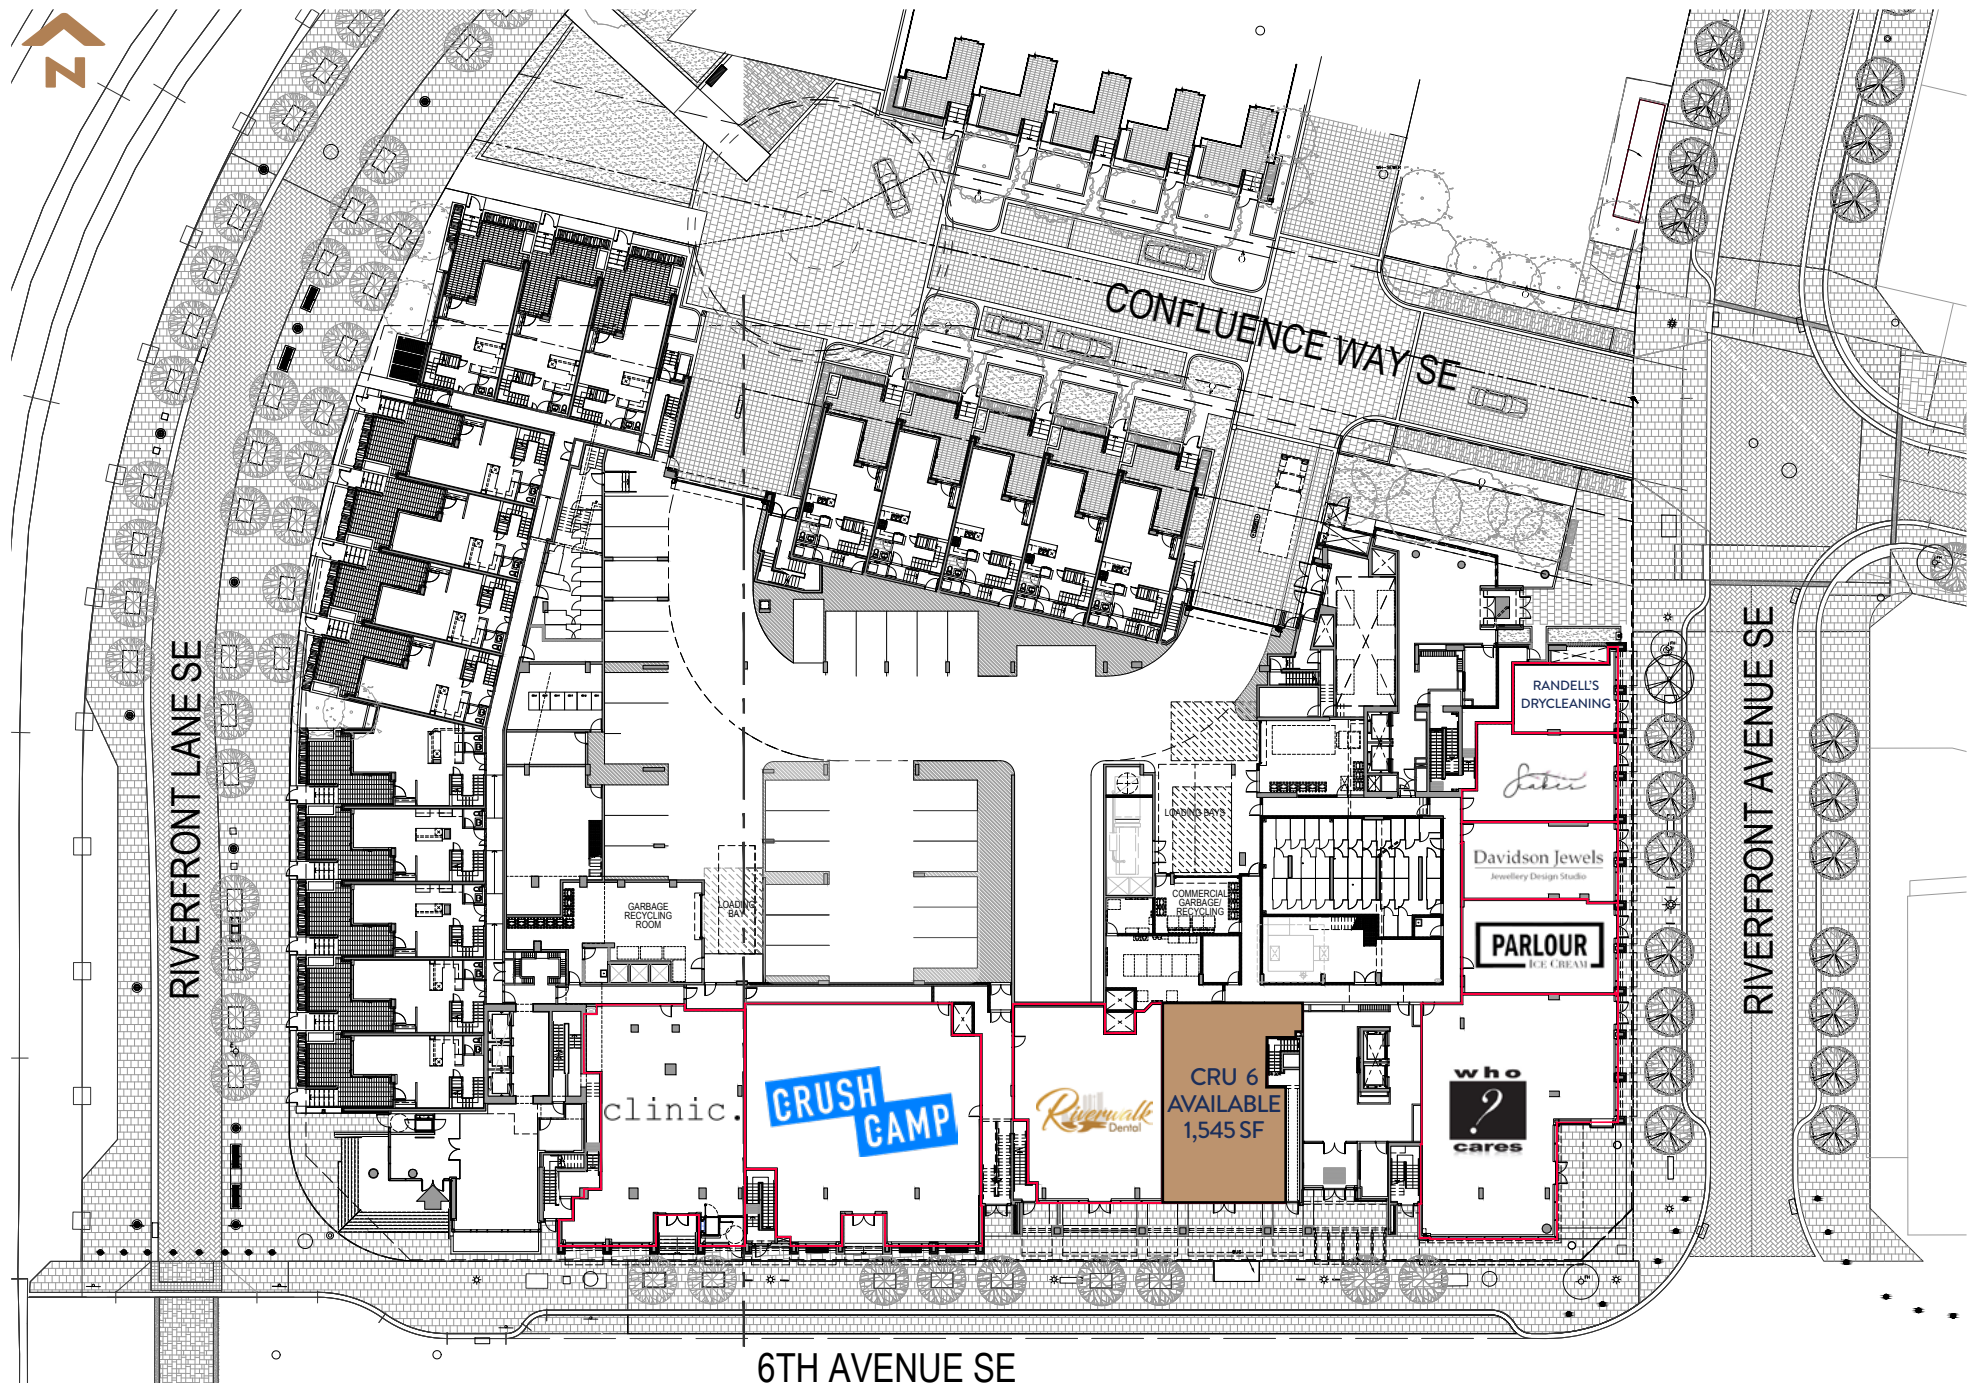 N
CONFLUENCE WAY SE
RIVERFRONT LANE SE
RIVERFRONT AVENUE SE
RANDELL'S
DRYCLEANING
LOADING BAYS
Davidson Jewels
Jewellery Design Studio
COMMERCIAL
GARBAGE/
RECYCLING
GARBAGE
RECYCLING
ROOM
LOADING
BAY
PARLOUR
ICE CREAM
clinic.
CRUSH
CAMP
Riverwalk
Dental
CRU 6
AVAILABLE
1,545 SF
who
?
cares
6TH AVENUE SE